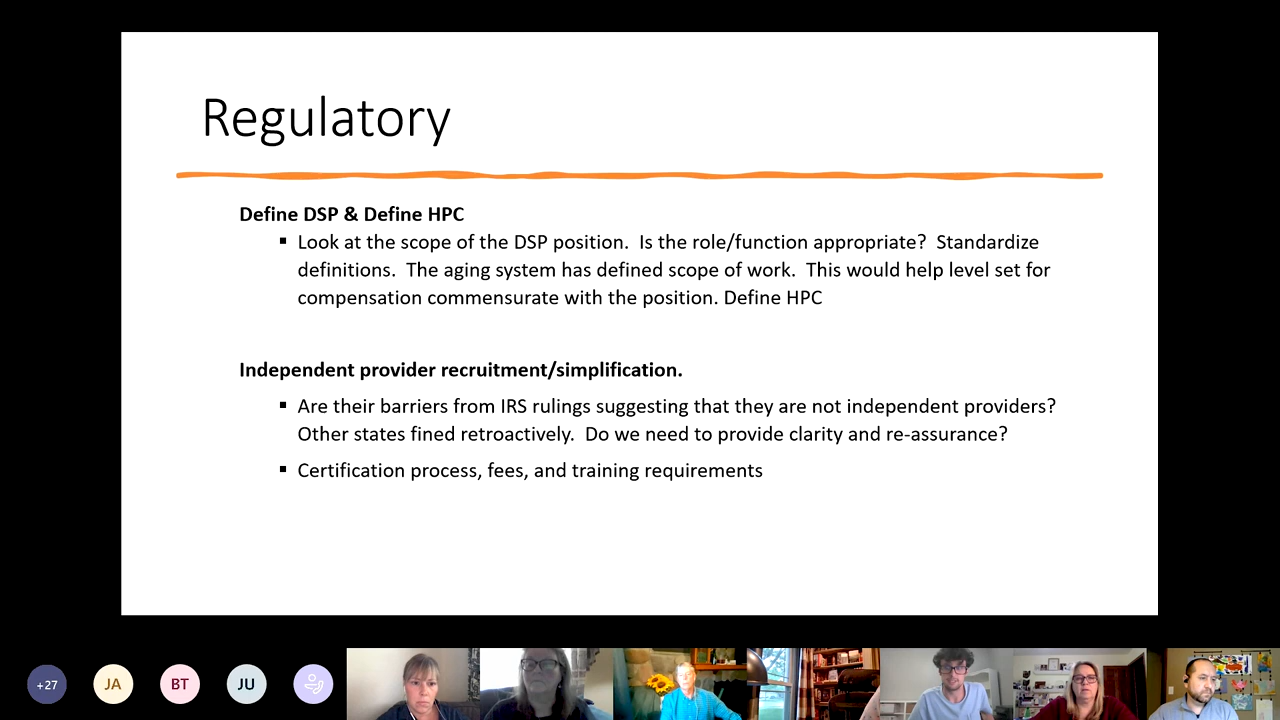 Regulatory
Define DSP & Define HPC
▪ Look at the scope of the DSP position.  Is the role/function appropriate?  Standardize
definitions.  The aging system has defined scope of work.  This would help level set for
compensation commensurate with the position. Define HPC
Independent provider recruitment/simplification.
▪ Are their barriers from IRS rulings suggesting that they are not independent providers?
Other states fined retroactively.  Do we need to provide clarity and re-assurance?
▪ Certification process, fees, and training requirements
+27
JA
BT
JU